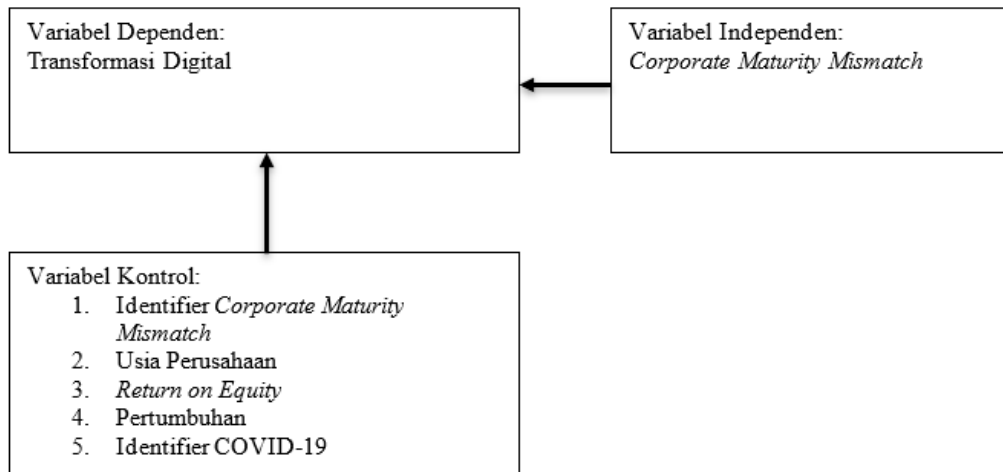 Variabel Dependen:
Transformasi Digital
Variabel Independen:
Corporate Maturity Mismatch
Variabel Kontrol:
1. Identifier Corporate Maturity
Mismatch
2. Usia Perusahaan
3. Return on Equity
4. Pertumbuhan
5. Identifier COVID-19